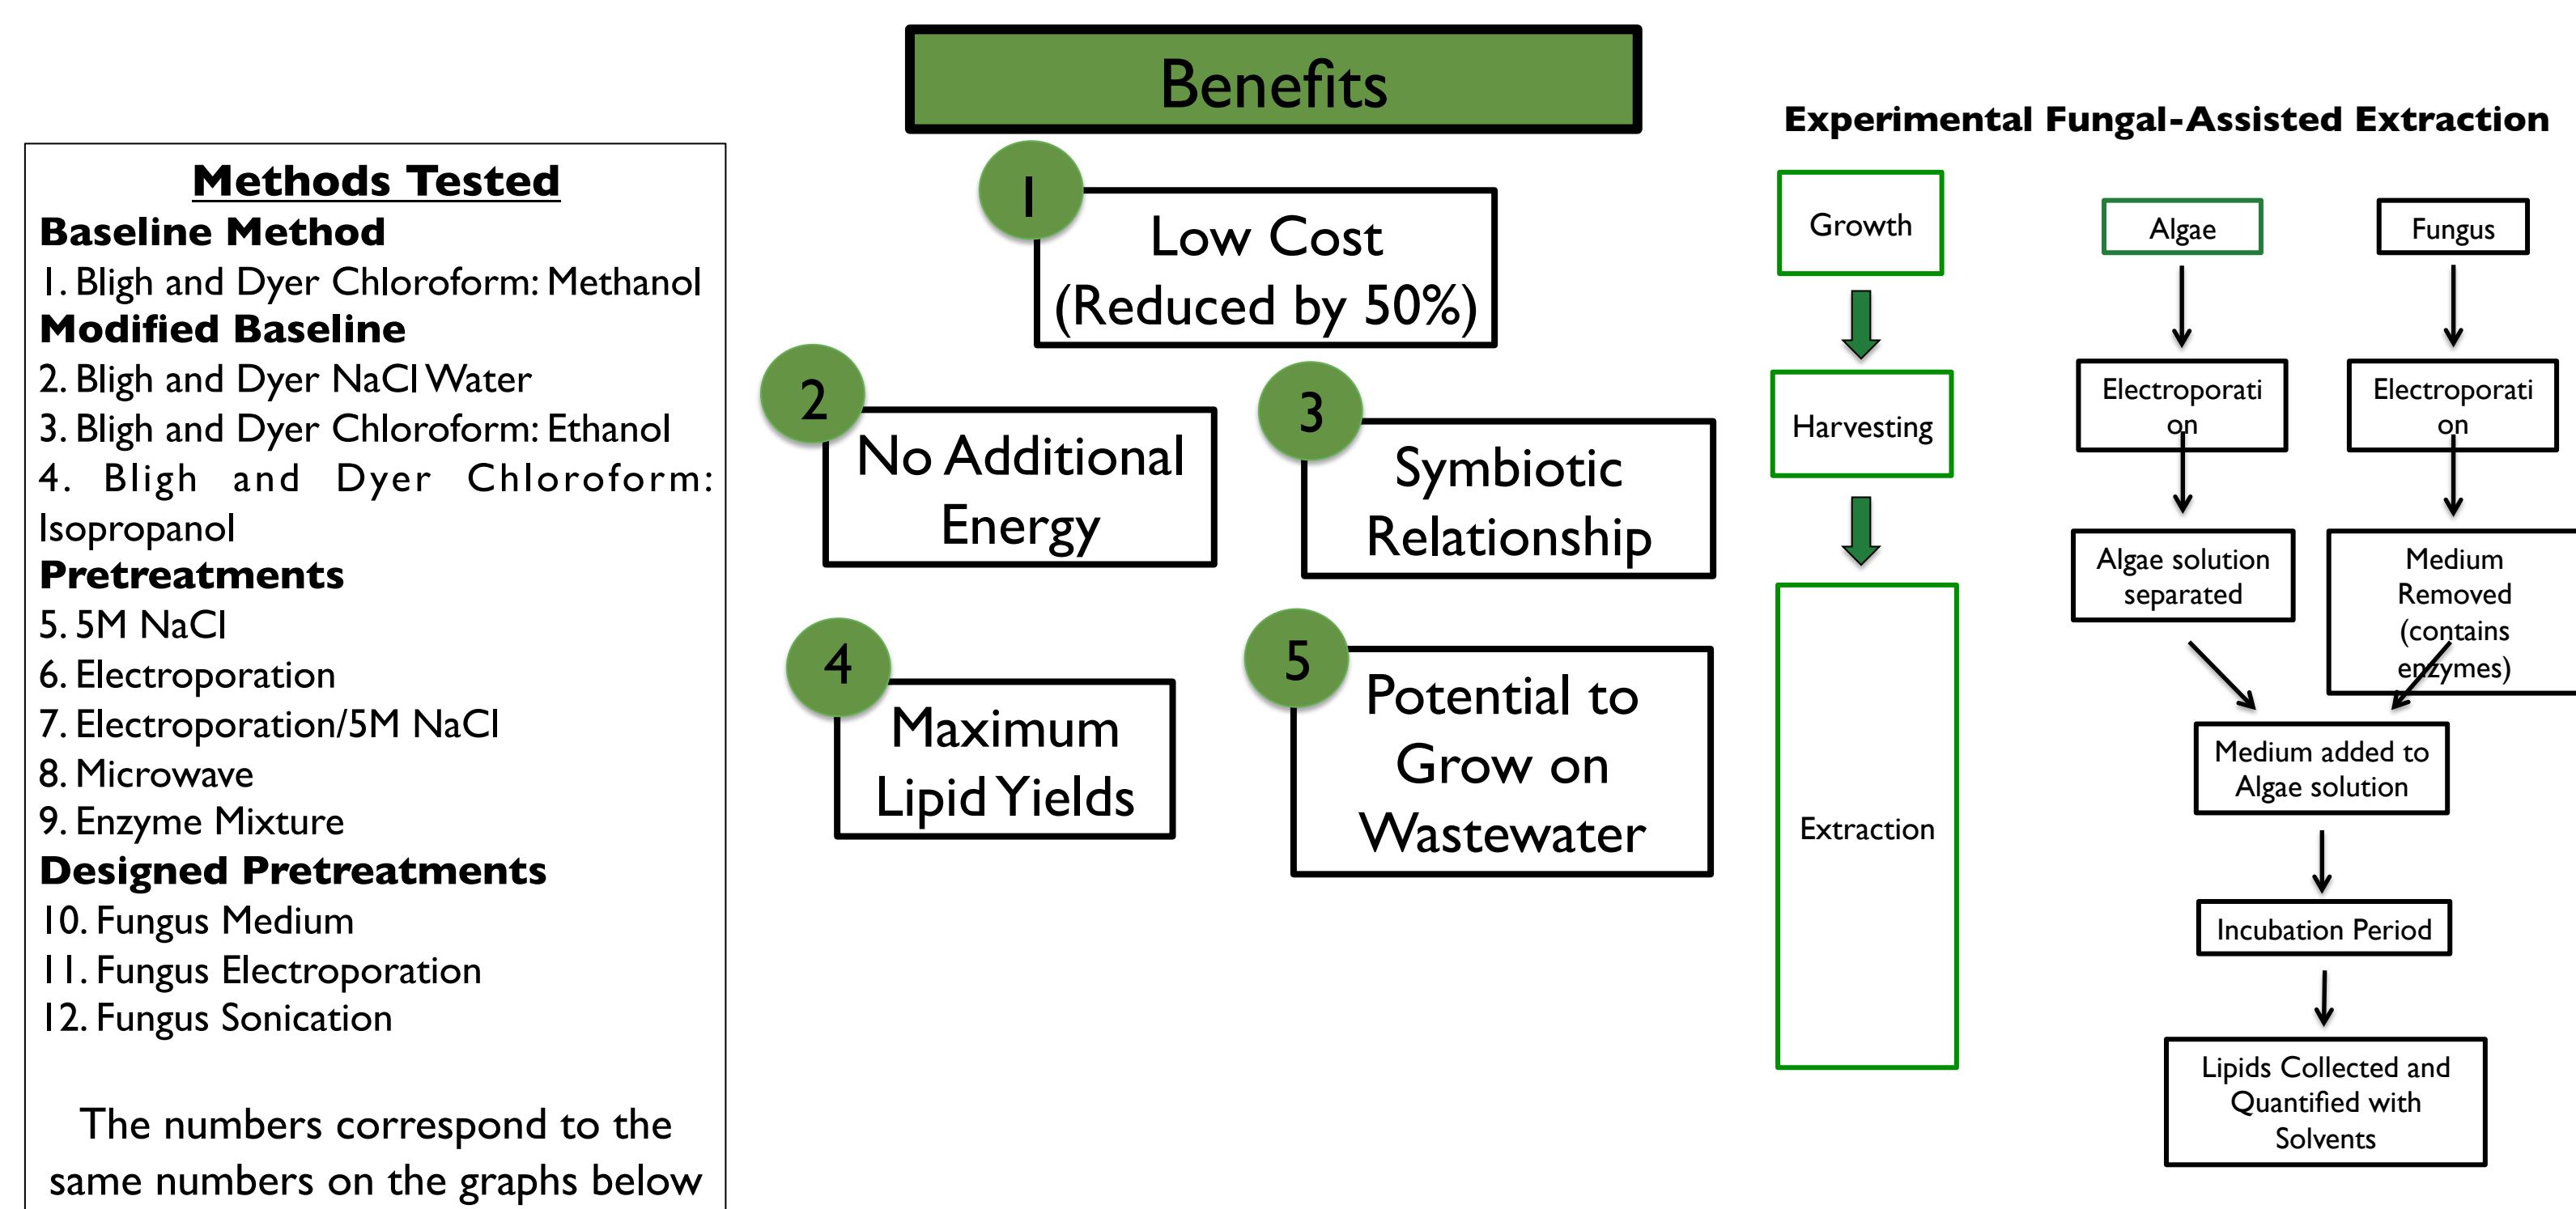 Benefits
Methods Tested
Baseline Method
1. Bligh and Dyer Chloroform: Methanol
Modified Baseline
2. Bligh and Dyer NaCl Water
3. Bligh and Dyer Chloroform: Ethanol
4. Bligh and Dyer Chloroform:
Isopropanol
Pretreatments
5. 5M NaCl
6. Electroporation
7. Electroporation/5M NaCl
8. Microwave
9. Enzyme Mixture
Designed Pretreatments
10. Fungus Medium
11. Fungus Electroporation
12. Fungus Sonication
The numbers correspond to the
same numbers on the graphs below
1
Low Cost
(Reduced by 50%)
2
No Additional
Energy
3
Symbiotic
Relationship
4
Maximum
Lipid Yields
5
Potential to
Grow on
Wastewater
Experimental Fungal-Assisted Extraction
Growth
Harvesting
Extraction
Algae
Fungus
Electroporati
on
Electroporati
on
Algae solution
separated
Medium
Removed
(contains
enzymes)
Medium added to
Algae solution
Incubation Period
Lipids Collected and
Quantified with
Solvents